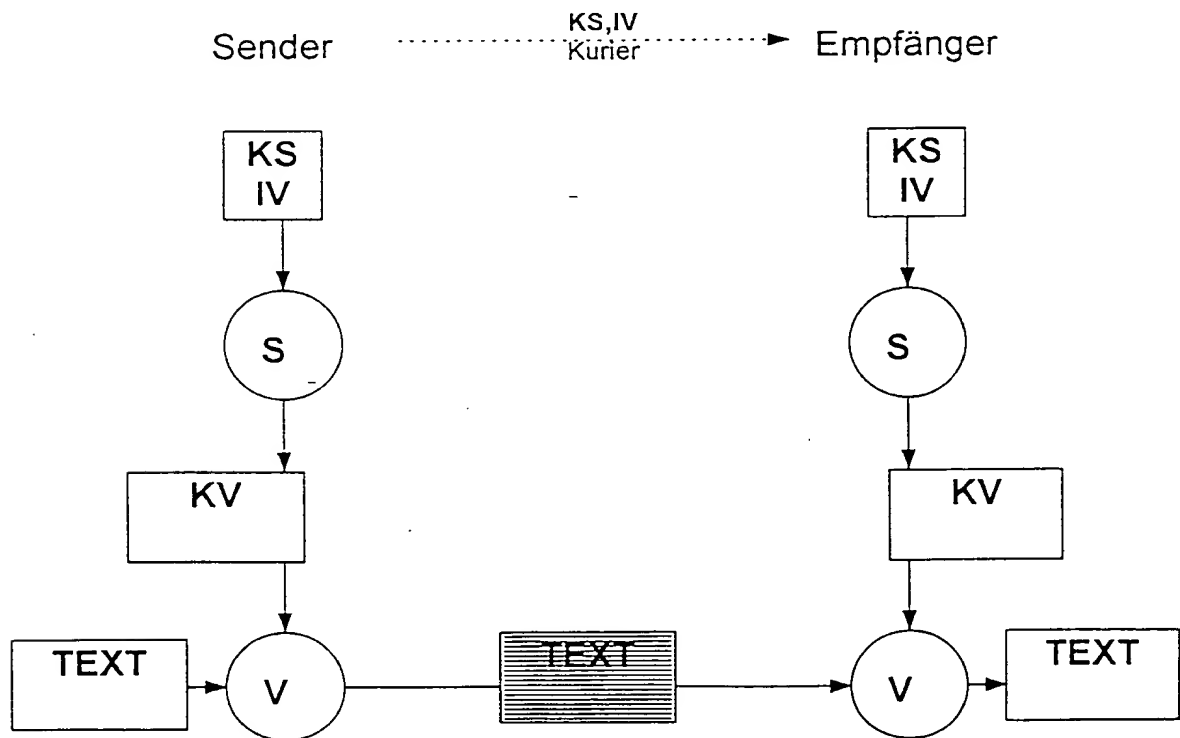 Sender
KS,IV
Kurier
Empfänger
KS
IV
KS
IV
S
S
KV
KV
TEXT
V
TEXT
V
TEXT